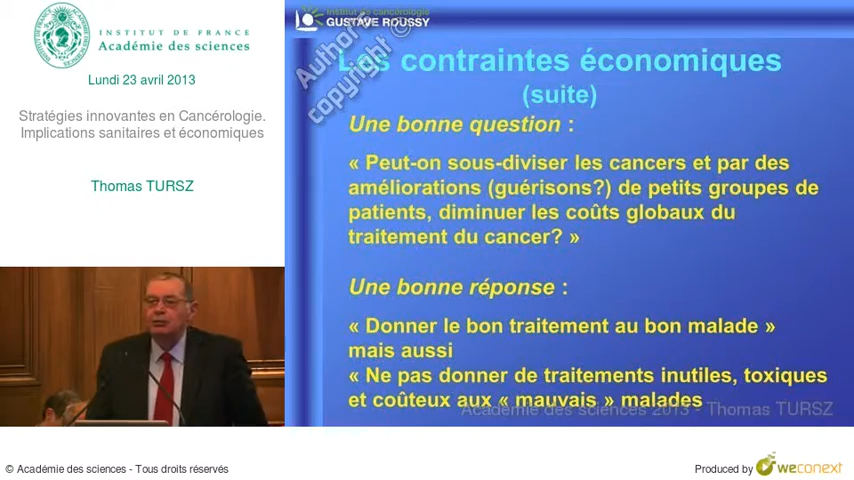 INSTITUT DE FRANCE
Académie des sciences
Lundi 23 avril 2013
Stratégies innovantes en Cancérologie.
Implications sanitaires et économiques
Thomas TURSZ
institut de cancérologie
GUSTAVE ROUSSY
Author
copyright ©
Les contraintes économiques
(suite)
Une bonne question :
« Peut-on sous-diviser les cancers et par des
améliorations (guérisons?) de petits groupes de
patients, diminuer les coûts globaux du
traitement du cancer? »
Une bonne réponse :
« Donner le bon traitement au bon malade »
mais aussi
« Ne pas donner de traitements inutiles, toxiques
et coûteux aux « mauvais » malades
Académie des sciences 2013 - Thomas TURSZ
© Académie des sciences - Tous droits réservés
Produced by weconext